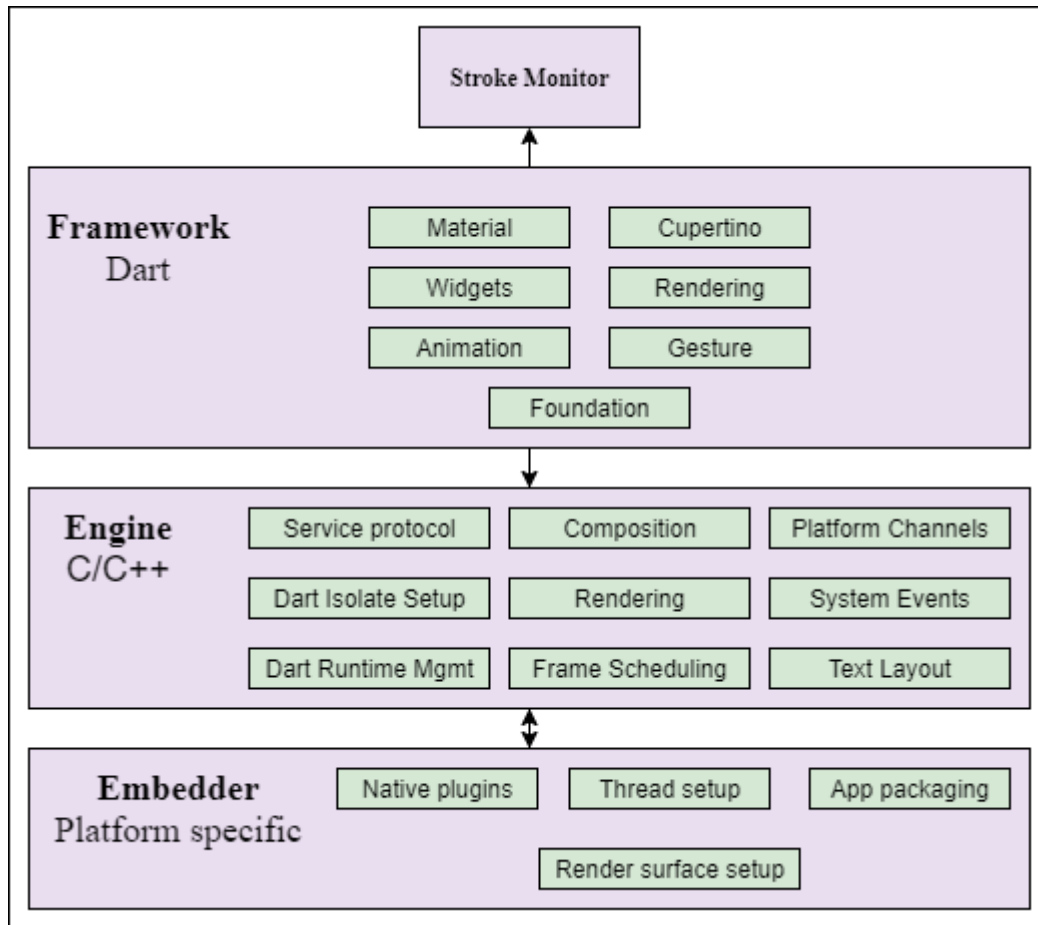 Stroke Monitor
Framework
Dart
Material
Cupertino
Widgets
Rendering
Animation
Gesture
Foundation
Engine
C/C++
Service protocol
Composition
Platform Channels
Dart Isolate Setup
Rendering
System Events
Dart Runtime Mgmt
Frame Scheduling
Text Layout
Embedder
Platform specific
Native plugins
Thread setup
App packaging
Render surface setup